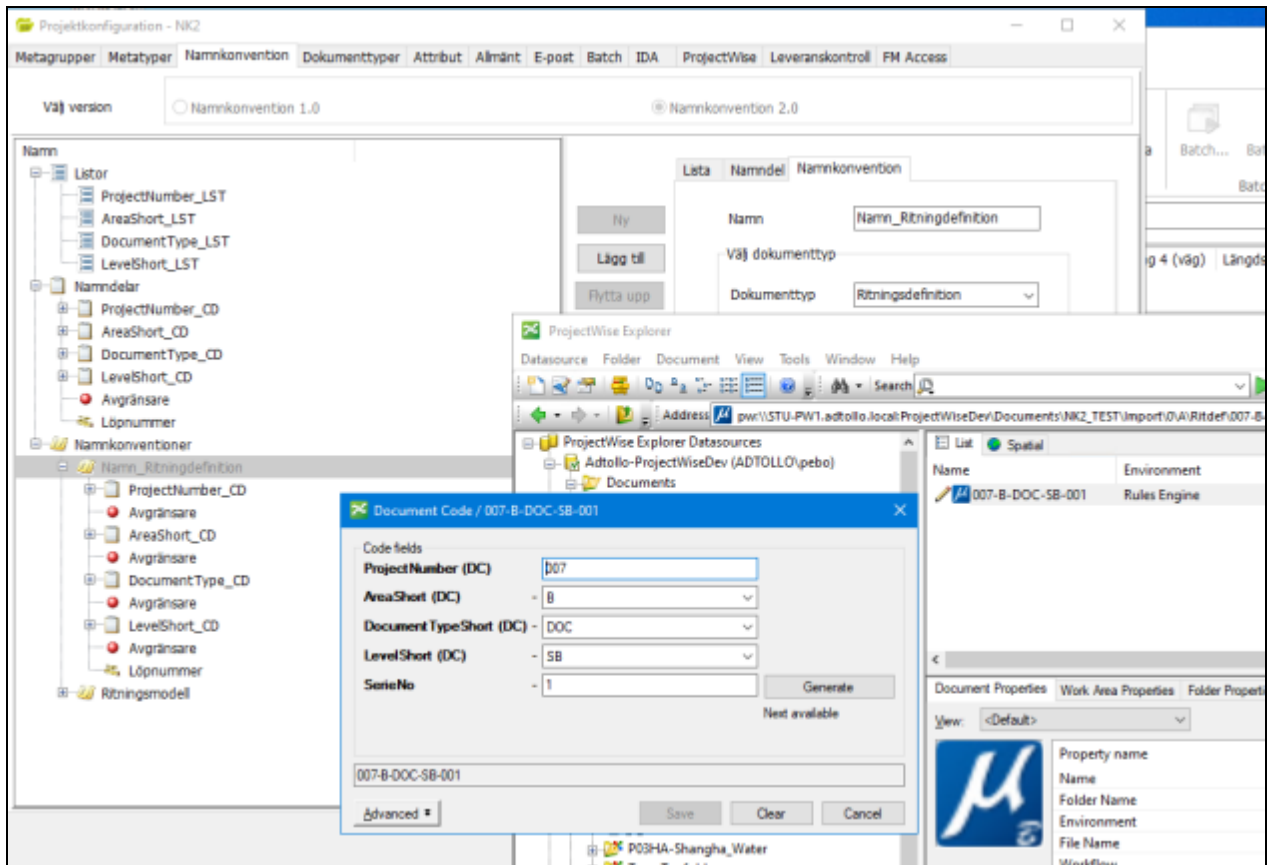 Projektkonfiguration - NK2
Metagrupper Metatyper Namnkonvention Dokumenttyper Attribut Allmänt E-post Batch IDA ProjectWise Leveranskontroll FM Access
Välj version
Namnkonvention 1.0
Namnkonvention 2.0
Batch...
Namn
Listor
ProjectNumber_LST
AreaShort_LST
DocumentType_LST
LevelShort_LST
Namndelar
ProjectNumber_CD
AreaShort_CD
DocumentType_CD
LevelShort_CD
Avgränsare
Löpnummer
Namnkonventioner
Namn_Ritningdefinition
ProjectNumber_CD
Avgränsare
AreaShort_CD
Avgränsare
DocumentType_CD
Avgränsare
LevelShort_CD
Avgränsare
Löpnummer
Ritningsmodell
Ny
Lägg till
Flytta upp
Lista Namndel Namnkonvention
Namn Namn_Ritningdefinition
Välj dokumenttyp
Dokumenttyp Ritningsdefinition
g 4 (väg) Längds
ProjectWise Explorer
Datasource Folder Document View Tools Window Help
Search
Address pw:\\STU-PW1.adtollo.local:ProjectWiseDev\Documents\NK2_TEST\Import\0\A\Ritdef\007-B-
ProjectWise Explorer Datasources
Adtollo-ProjectWiseDev (ADTOLLO\pebo)
Documents
List Spatial
Name Environment
007-B-DOC-SB-001 Rules Engine
Document Code / 007-B-DOC-SB-001
Code fields
ProjectNumber (DC) 007
AreaShort (DC) - B
DocumentTypeShort (DC) - DOC
LevelShort (DC) - SB
SerieNo - 1
Generate
Next available
007-B-DOC-SB-001
Advanced
Save Clear Cancel
P03HA-Shangha_Water
Document Properties Work Area Properties Folder Properti
View: <Default>
Property name
Name
Folder Name
Environment
File Name
Workflow